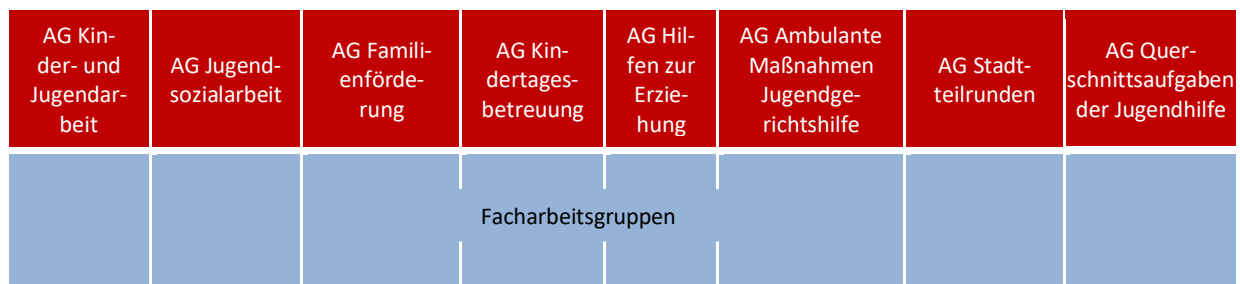 AG Kin-
der- und
Jugendar-
beit
AG Jugend-
sozialarbeit
AG Famili-
enförde-
rung
AG Kin-
dertages-
betreuung
AG Hil-
fen zur
Erzie-
hung
AG Ambulante
Maßnahmen
Jugendge-
richtshilfe
AG Stadt-
teilrunden
AG Quer-
schnittsaufgaben
der Jugendhilfe
Facharbeitsgruppen